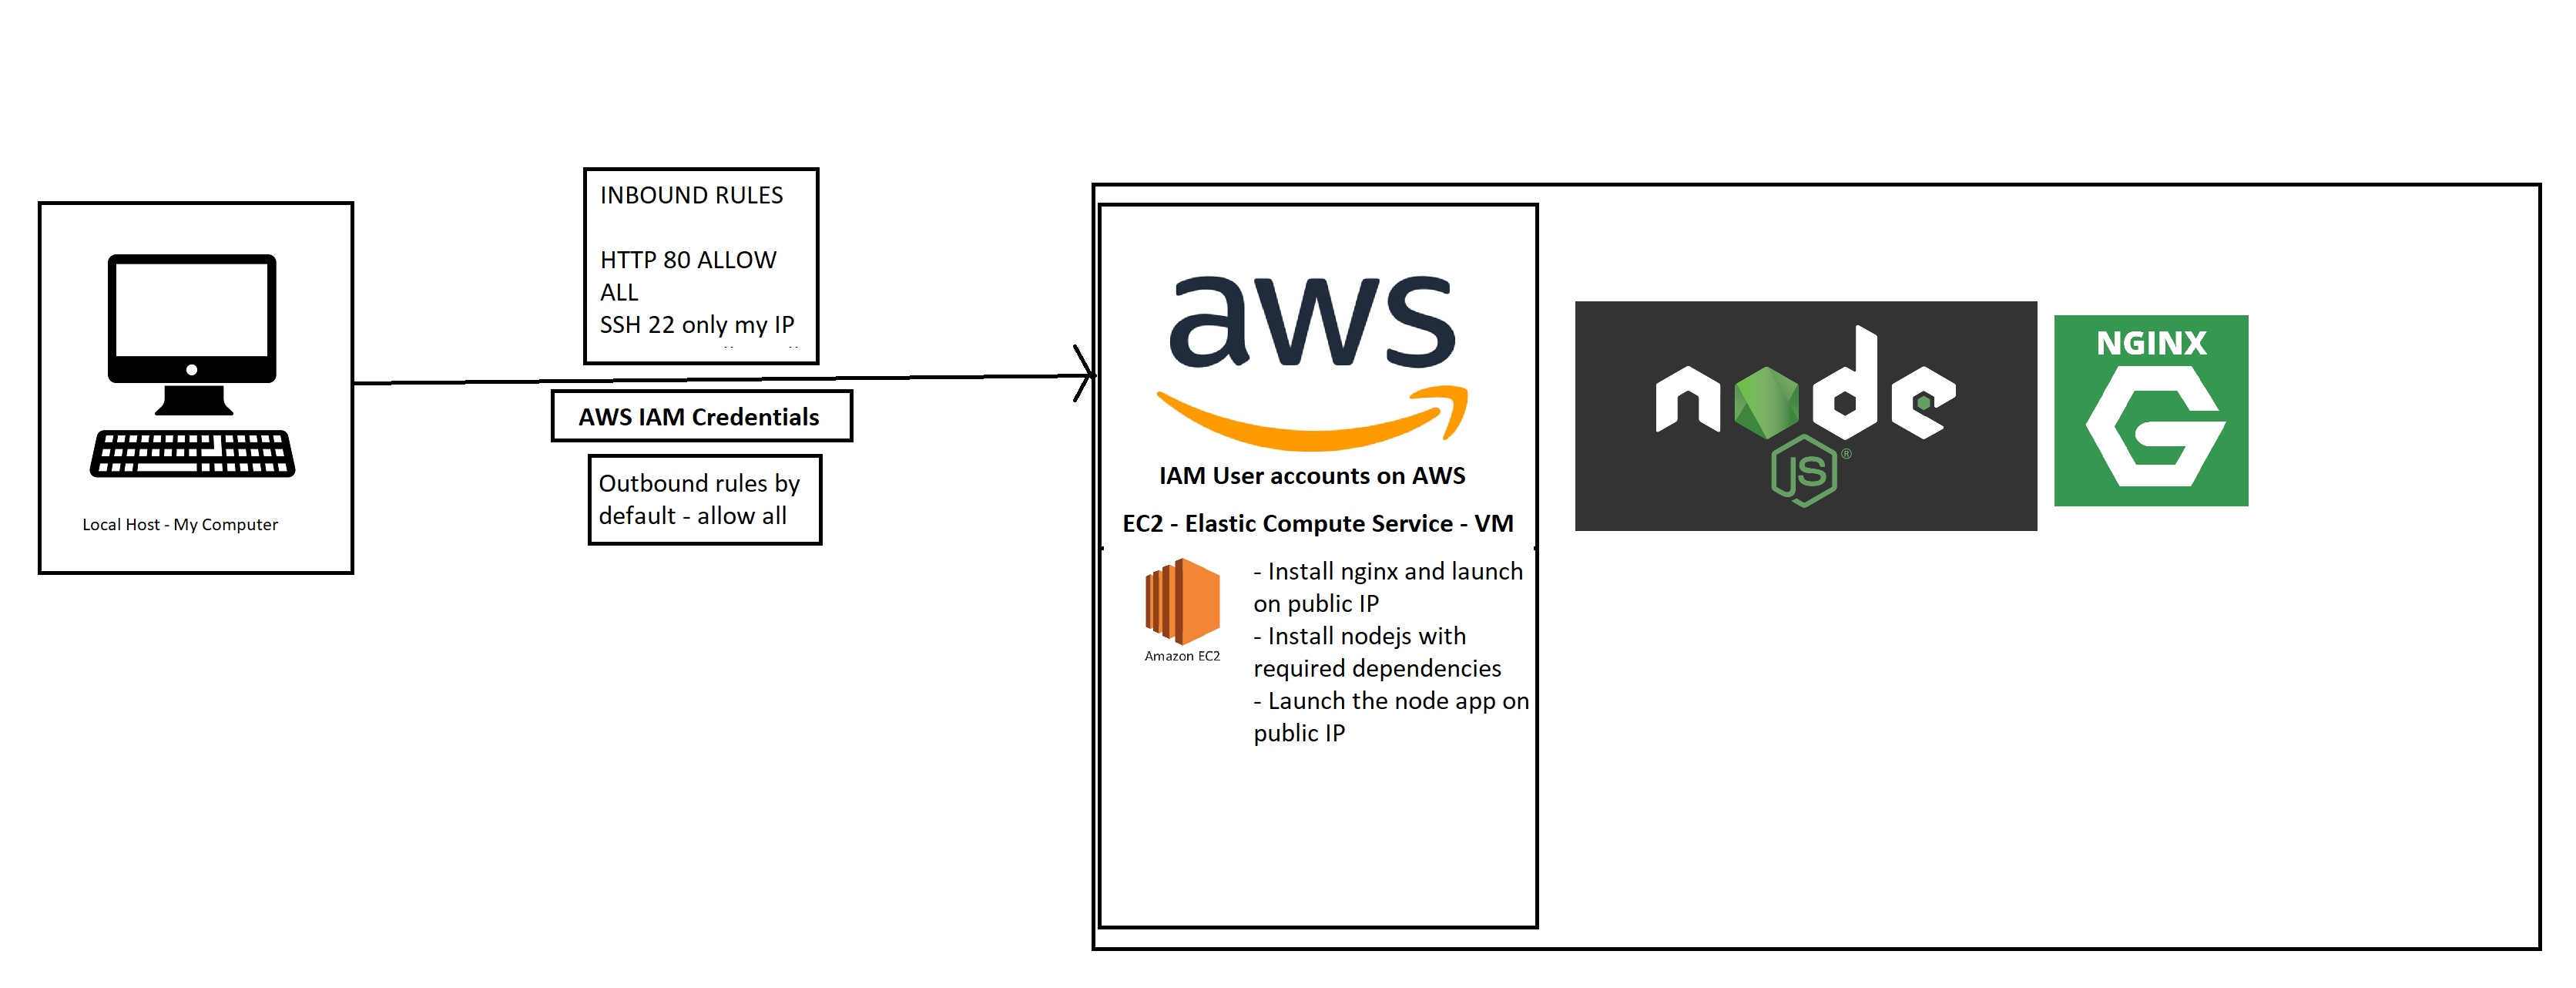 INBOUND RULES
HTTP 80 ALLOW
ALL
SSH 22 only my IP
AWS IAM Credentials
Outbound rules by
default - allow all
Local Host - My Computer
aws
IAM User accounts on AWS
EC2 - Elastic Compute Service - VM
Amazon EC2
- Install nginx and launch
on public IP
- Install nodejs with
required dependencies
- Launch the node app on
public IP
node
JS®
NGINX
G